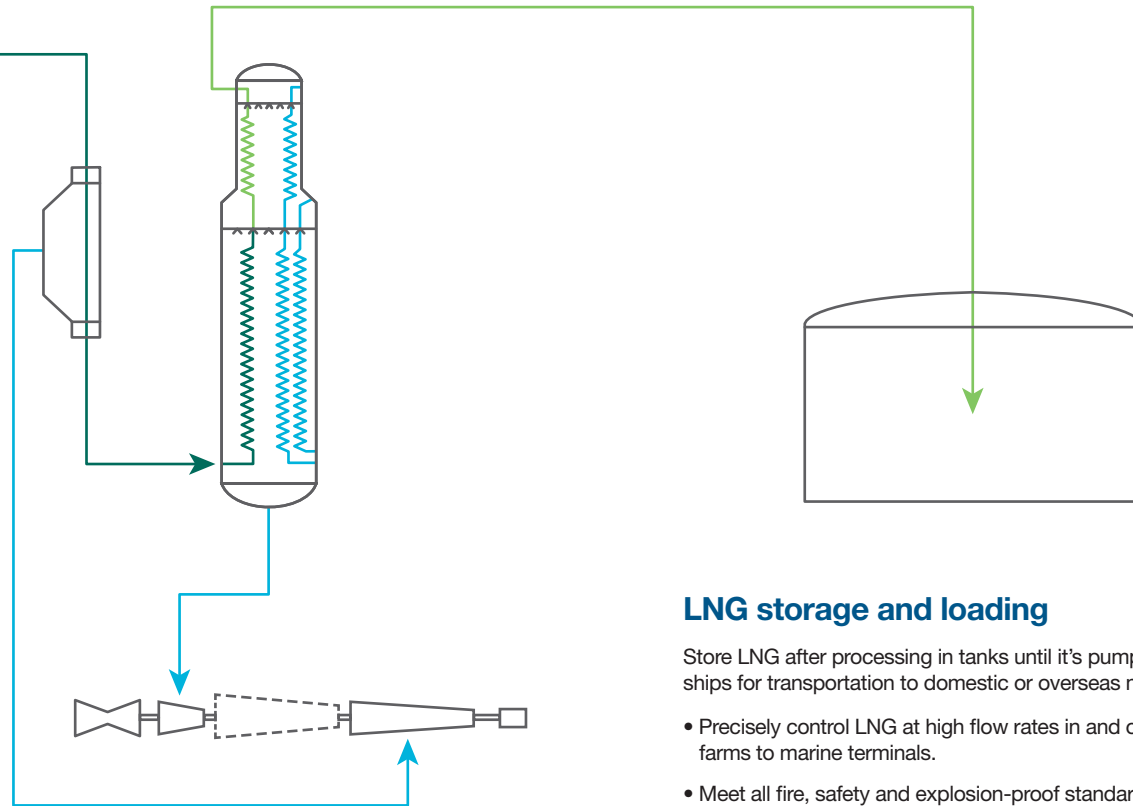 LNG storage and loading
Store LNG after processing in tanks until it's
ships for transportation to domestic or overseas
• Precisely control LNG at high flow rates in and
farms to marine terminals.
• Meet all fire, safety and explosion-proof